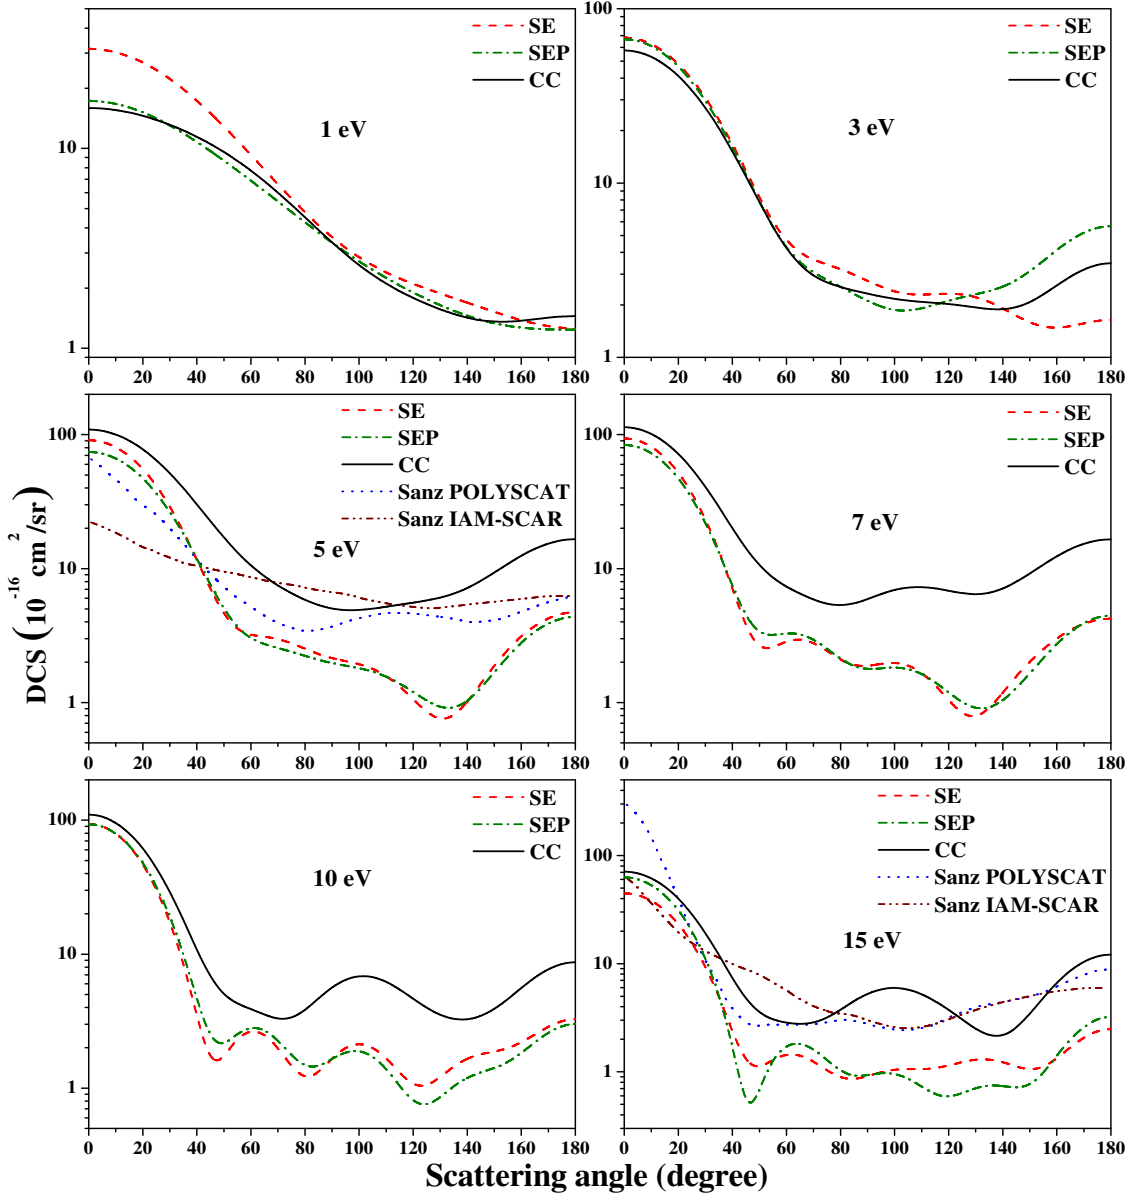 SE
SEP
CC
1 eV
10
1
0 20 40 60 80 100 120 140 160 180
SE
SEP
CC
3 eV
100
10
1
0 20 40 60 80 100 120 140 160 180
SE
SEP
CC
Sanz POLYSCAT
Sanz IAM-SCAR
5 eV
100
10
1
0 20 40 60 80 100 120 140 160 180
SE
SEP
CC
7 eV
100
10
1
0 20 40 60 80 100 120 140 160 180
DCS (10⁻¹⁶ cm²/sr)
SE
SEP
CC
10 eV
100
10
1
0 20 40 60 80 100 120 140 160 180
SE
SEP
CC
Sanz POLYSCAT
Sanz IAM-SCAR
15 eV
100
10
1
0 20 40 60 80 100 120 140 160 180
Scattering angle (degree)